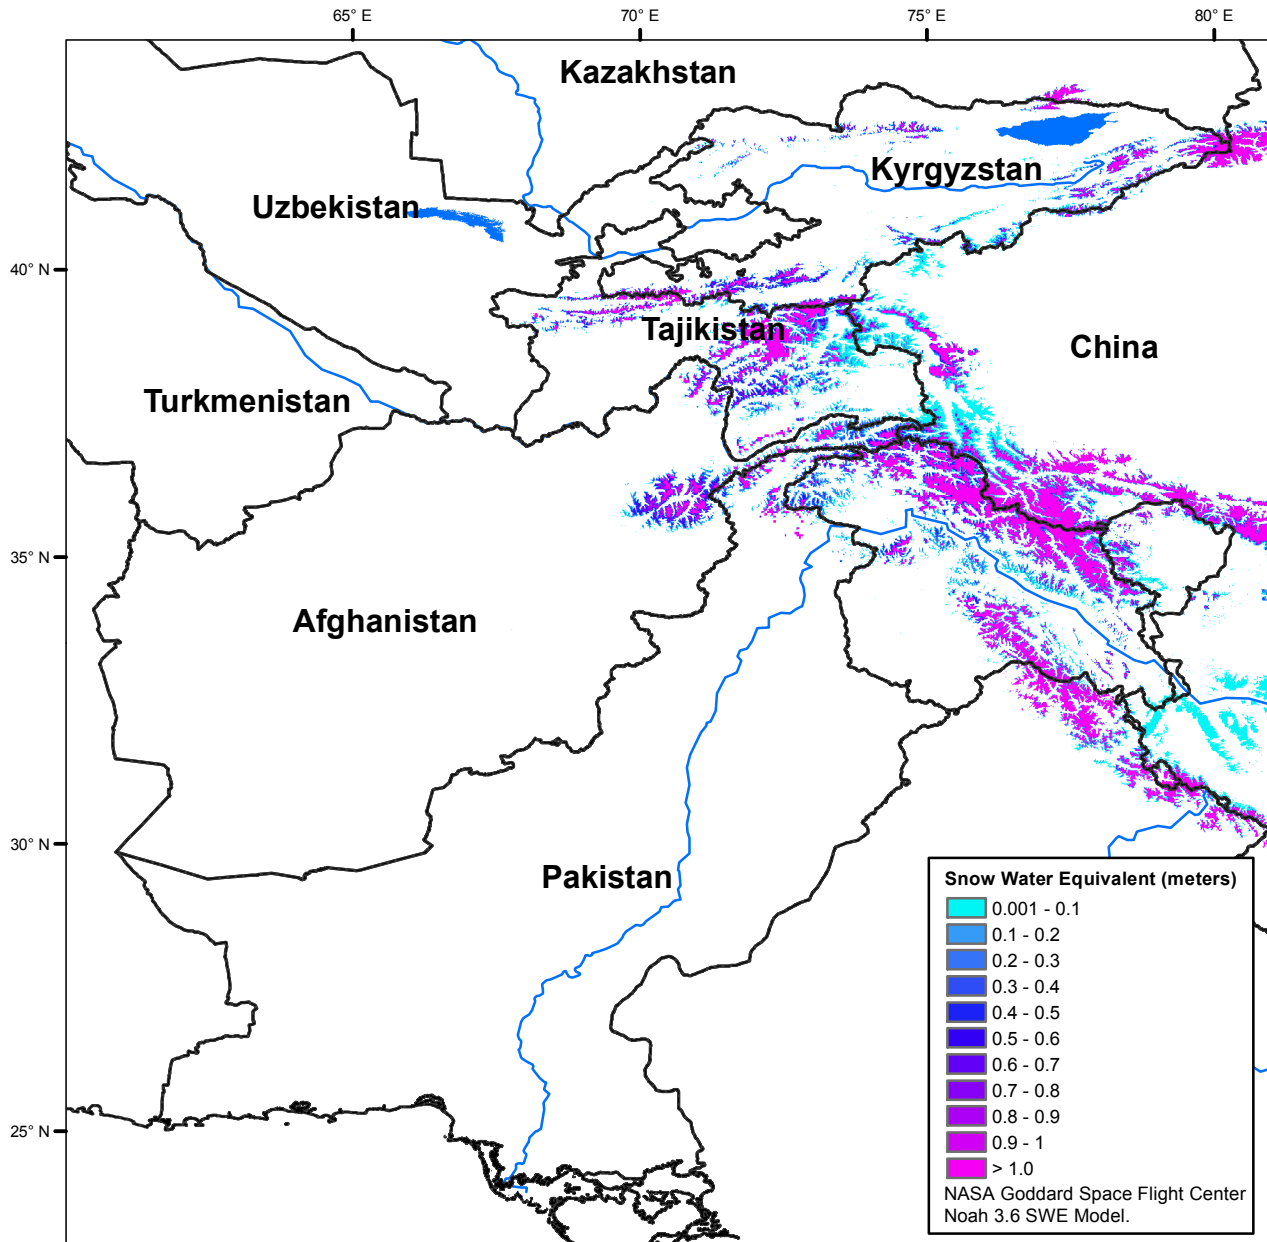 65° E
70° E
75° E
80° E
Kazakhstan
Kyrgyzstan
Uzbekistan
40° N
Tajikistan
China
Turkmenistan
35° N
Afghanistan
30° N
Pakistan
25° N
Snow Water Equivalent (meters)
0.001 - 0.1
0.1 - 0.2
0.2 - 0.3
0.3 - 0.4
0.4 - 0.5
0.5 - 0.6
0.6 - 0.7
0.7 - 0.8
0.8 - 0.9
0.9 - 1
> 1.0
NASA Goddard Space Flight Center
Noah 3.6 SWE Model.